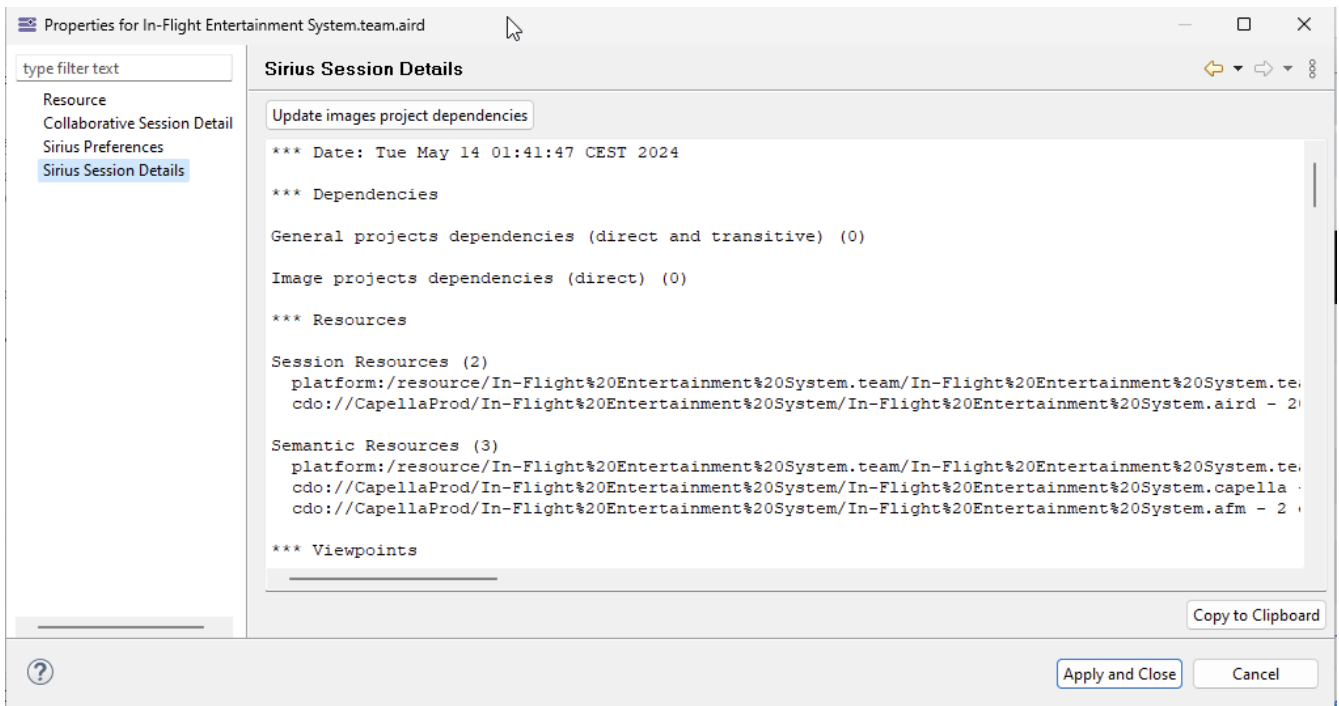 Properties for In-Flight Entertainment System.team.aird
type filter text
Resource
Collaborative Session Detail
Sirius Preferences
Sirius Session Details
Sirius Session Details
Update images project dependencies
*** Date: Tue May 14 01:41:47 CEST 2024
*** Dependencies
General projects dependencies (direct and transitive) (0)
Image projects dependencies (direct) (0)
*** Resources
Session Resources (2)
platform:/resource/In-Flight%20Entertainment%20System.team/In-Flight%20Entertainment%20System.te
cdo://CapellaProd/In-Flight%20Entertainment%20System/In-Flight%20Entertainment%20System.aird - 2
Semantic Resources (3)
platform:/resource/In-Flight%20Entertainment%20System.team/In-Flight%20Entertainment%20System.te
cdo://CapellaProd/In-Flight%20Entertainment%20System/In-Flight%20Entertainment%20System.capella -
cdo://CapellaProd/In-Flight%20Entertainment%20System/In-Flight%20Entertainment%20System.afm - 2
*** Viewpoints
Copy to Clipboard
Apply and Close
Cancel